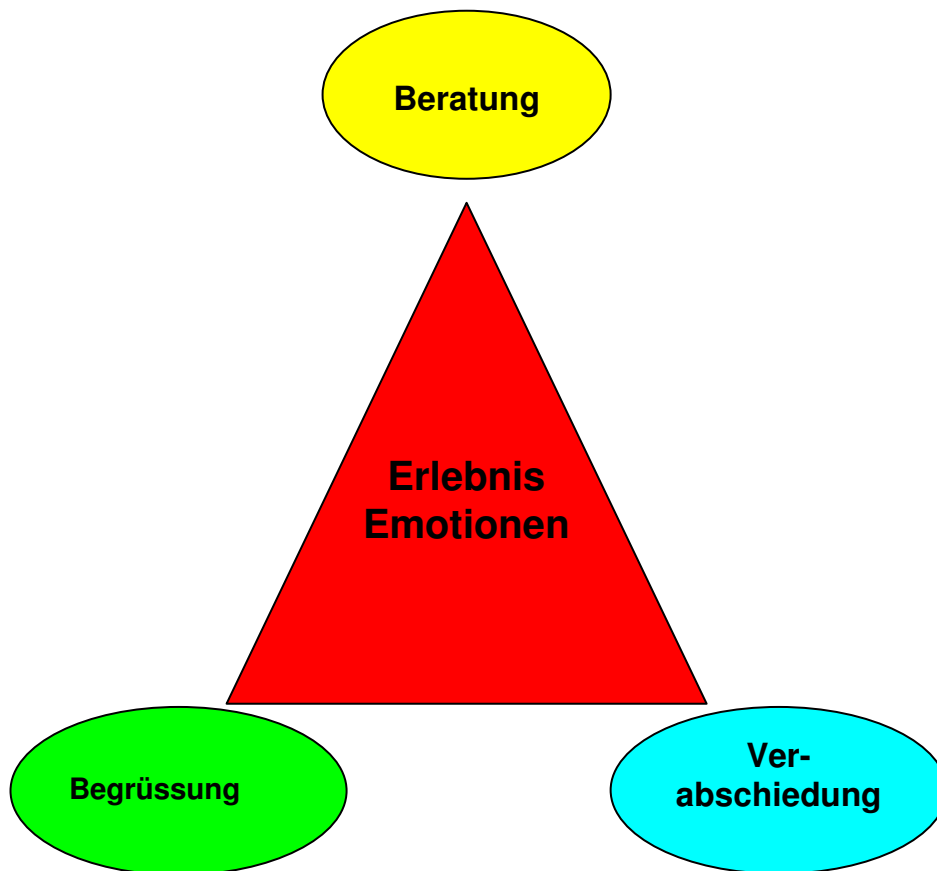 Beratung
Erlebnis
Emotionen
Begrüssung
Ver-
abschiedung